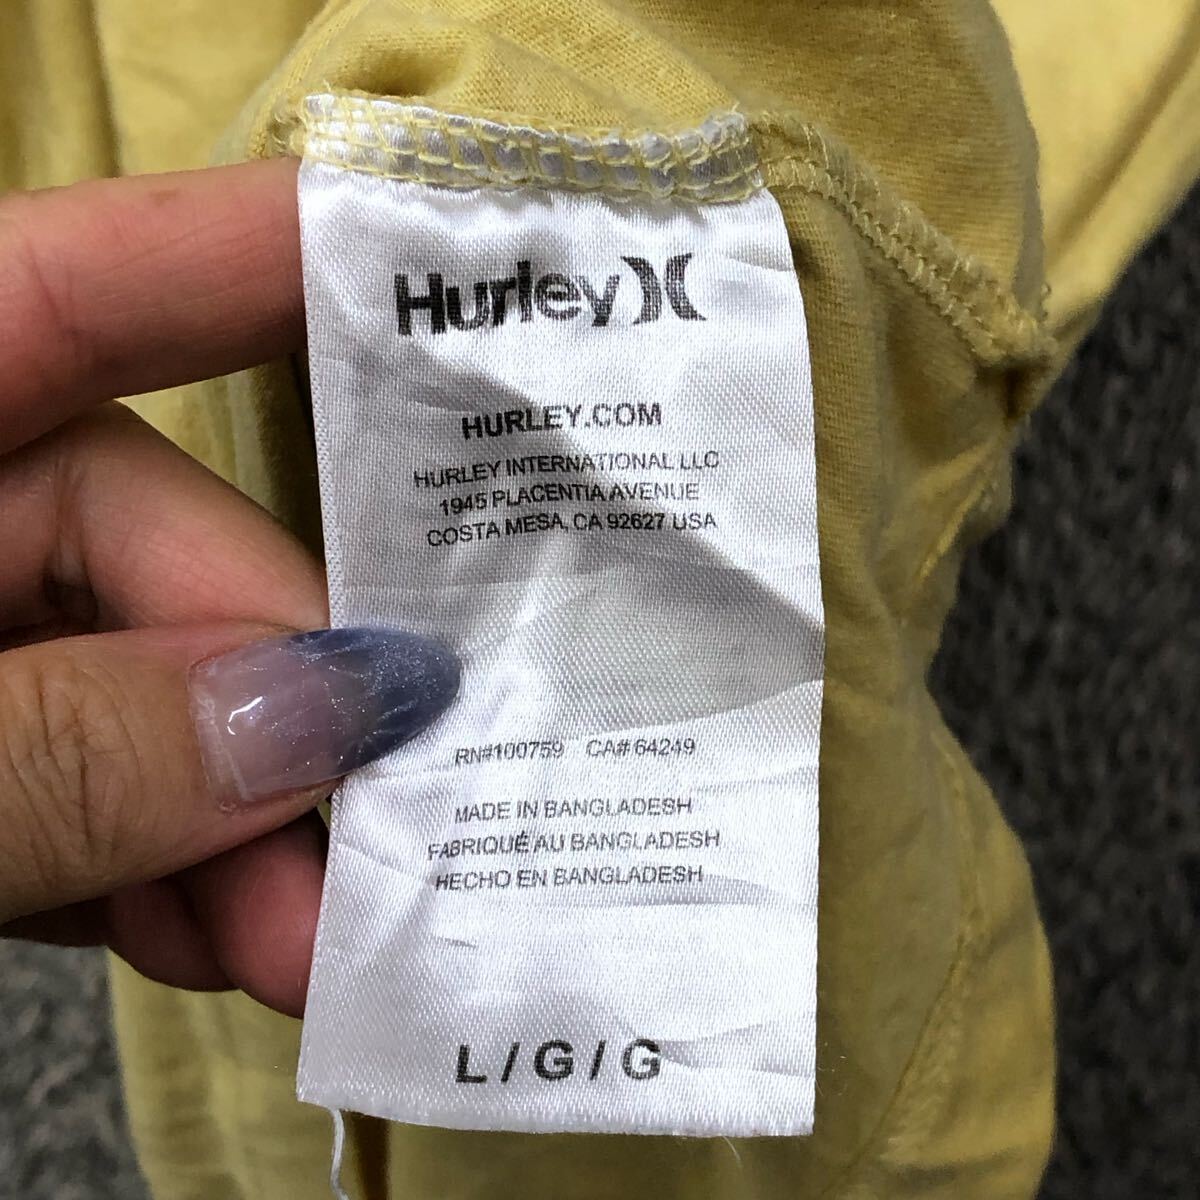 Hurley
HURLEY.COM
HURLEY INTERNATIONAL LLC
1945 PLACENTIA AVENUE
COSTA MESA, CA 92627 USA
RN#100759 CA# 64249
MADE IN BANGLADESH
FABRIQUÉ AU BANGLADESH
HECHO EN BANGLADESH
L / G / G